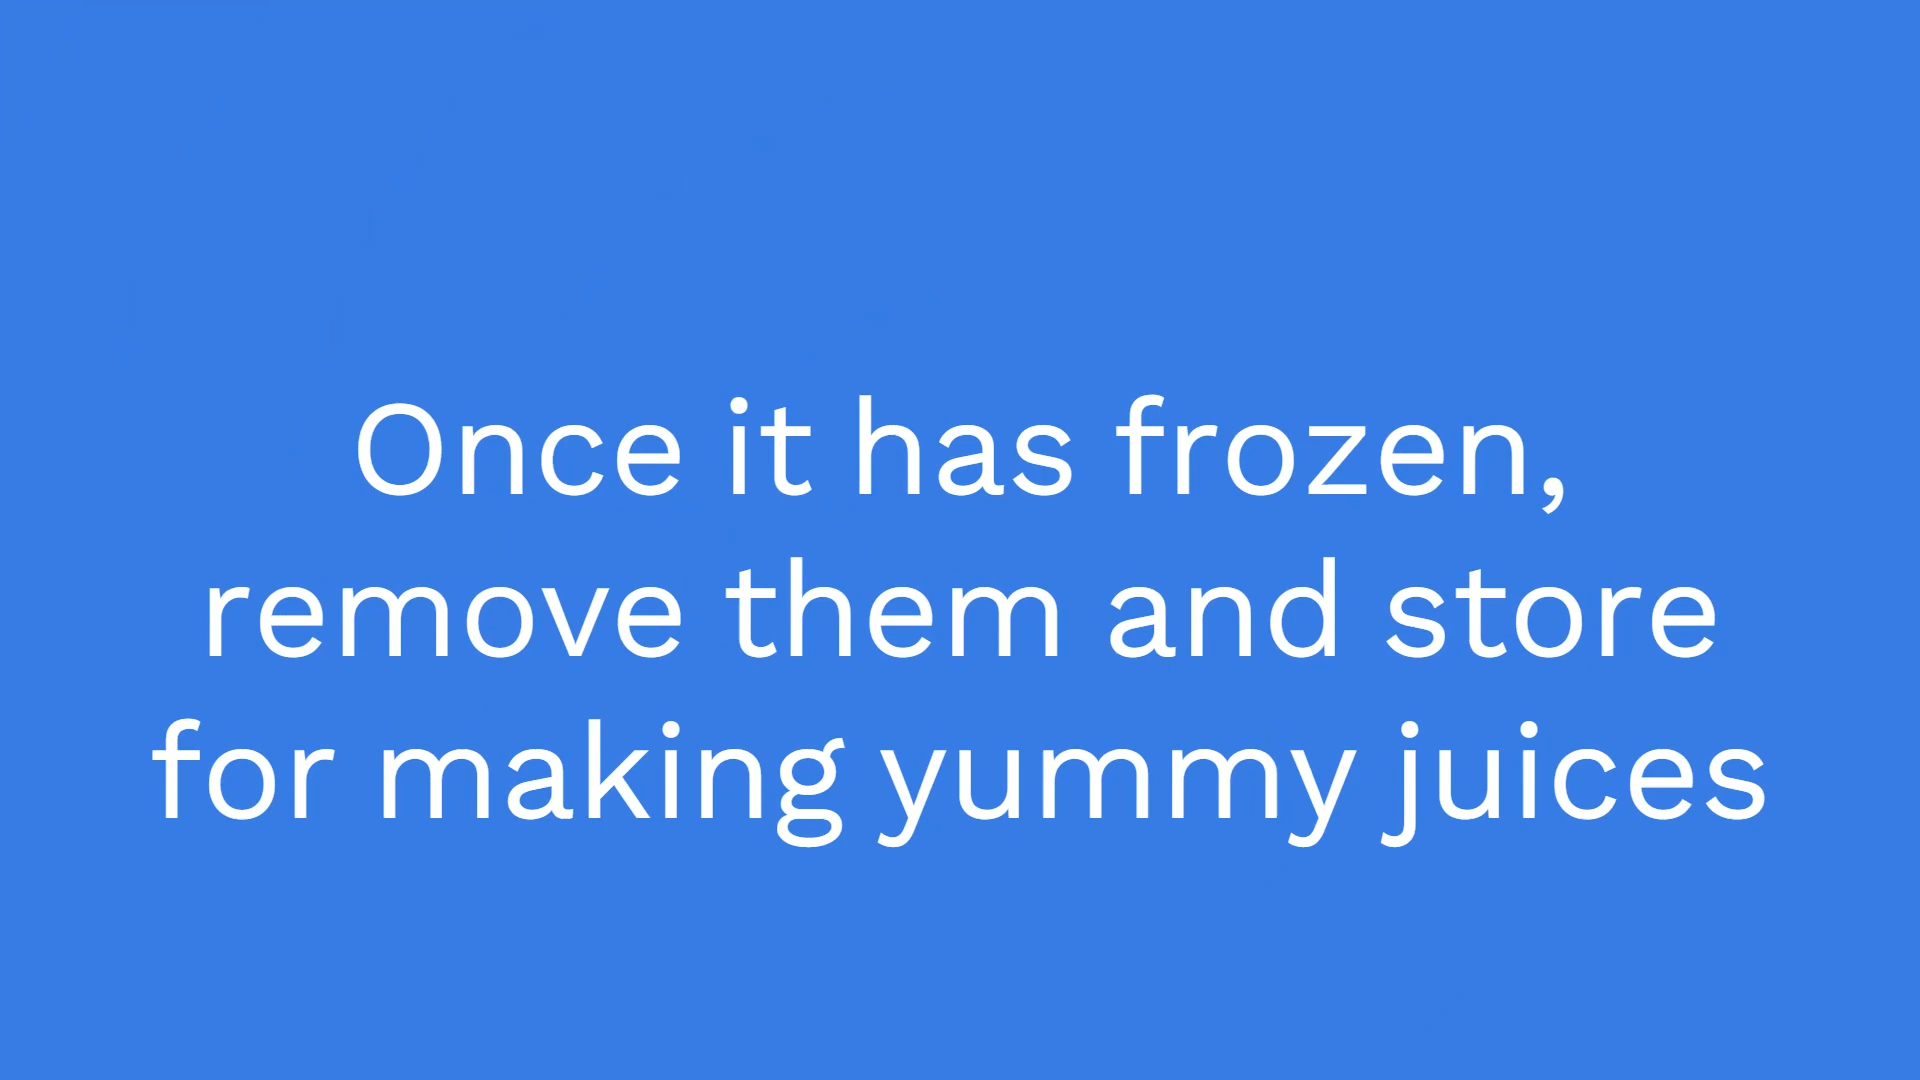 Once it has frozen,
remove them and store
for making yummy juices